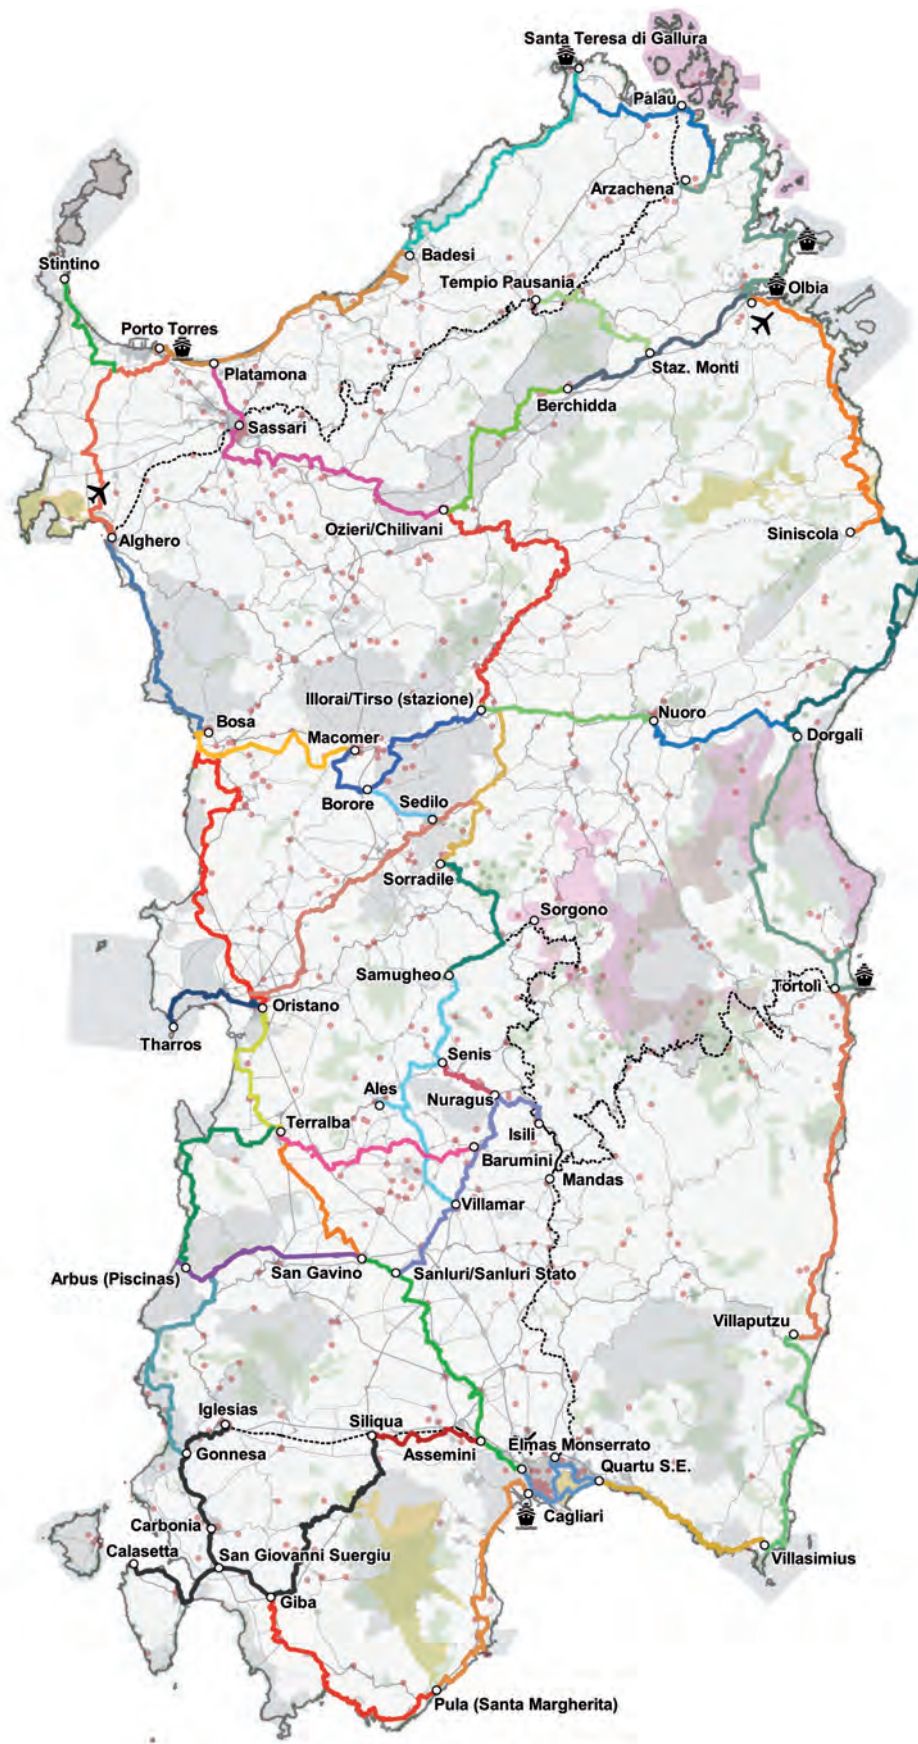 Santa Teresa di Gallura
Palau
Arzachena
Badesi
Stintino
Tempio Pausania
Olbia
Porto Torres
Platamona
Staz. Monti
Berchidda
Sassari
Ozieri/Chilivani
Siniscola
Alghero
Illorai/Tirso (stazione)
Nuoro
Bosa
Macomer
Dorgali
Borore
Sedilo
Sorradile
Sorgono
Samugheo
Tortolì
Oristano
Tharros
Senis
Ales
Nuragus
Terralba
Isili
Barumini
Mandas
Villamar
Arbus (Piscinas)
San Gavino
Sanluri/Sanluri Stato
Villaputzu
Iglesias
Siliqua
Gonnesa
Assemini
Elmas Monserrato
Quartu S.E.
Cagliari
Carbonia
Calasetta
San Giovanni Suergiu
Villasimius
Giba
Pula (Santa Margherita)